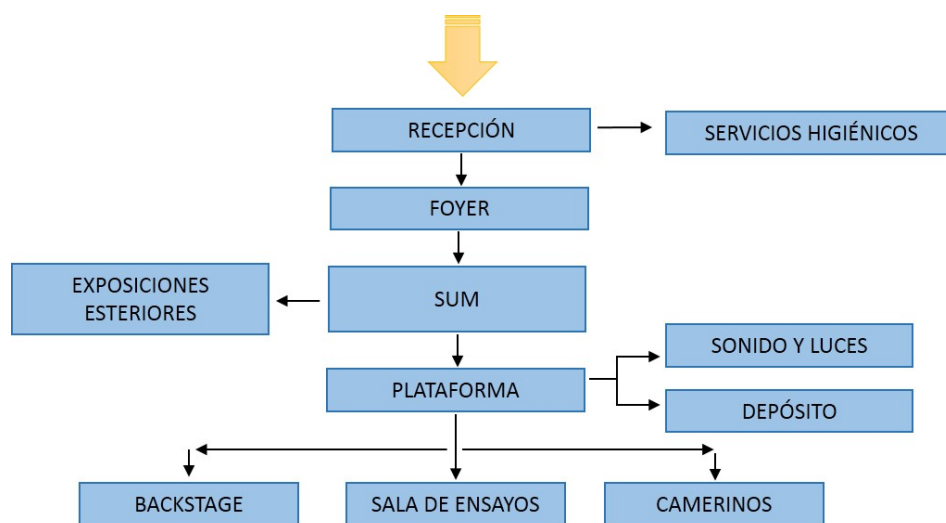 RECEPCIÓN
SERVICIOS HIGIÉNICOS
FOYER
EXPOSICIONES
ESTERIORES
SUM
SONIDO Y LUCES
PLATAFORMA
DEPÓSITO
BACKSTAGE
SALA DE ENSAYOS
CAMERINOS